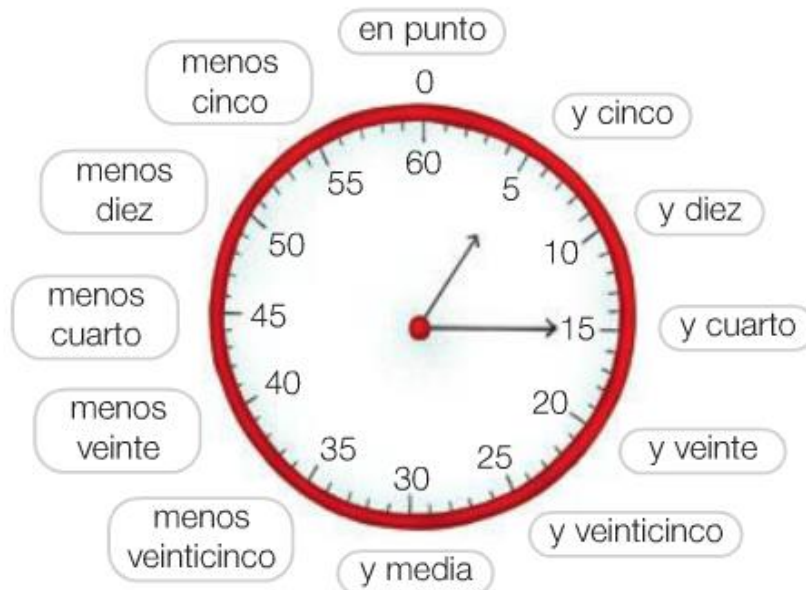 en punto
0
60
y cinco
5
y diez
10
y cuarto
15
y veinte
20
y veinticinco
25
y media
30
menos
veinticinco
35
menos
veinte
40
menos
cuarto
45
menos
diez
50
menos
cinco
55